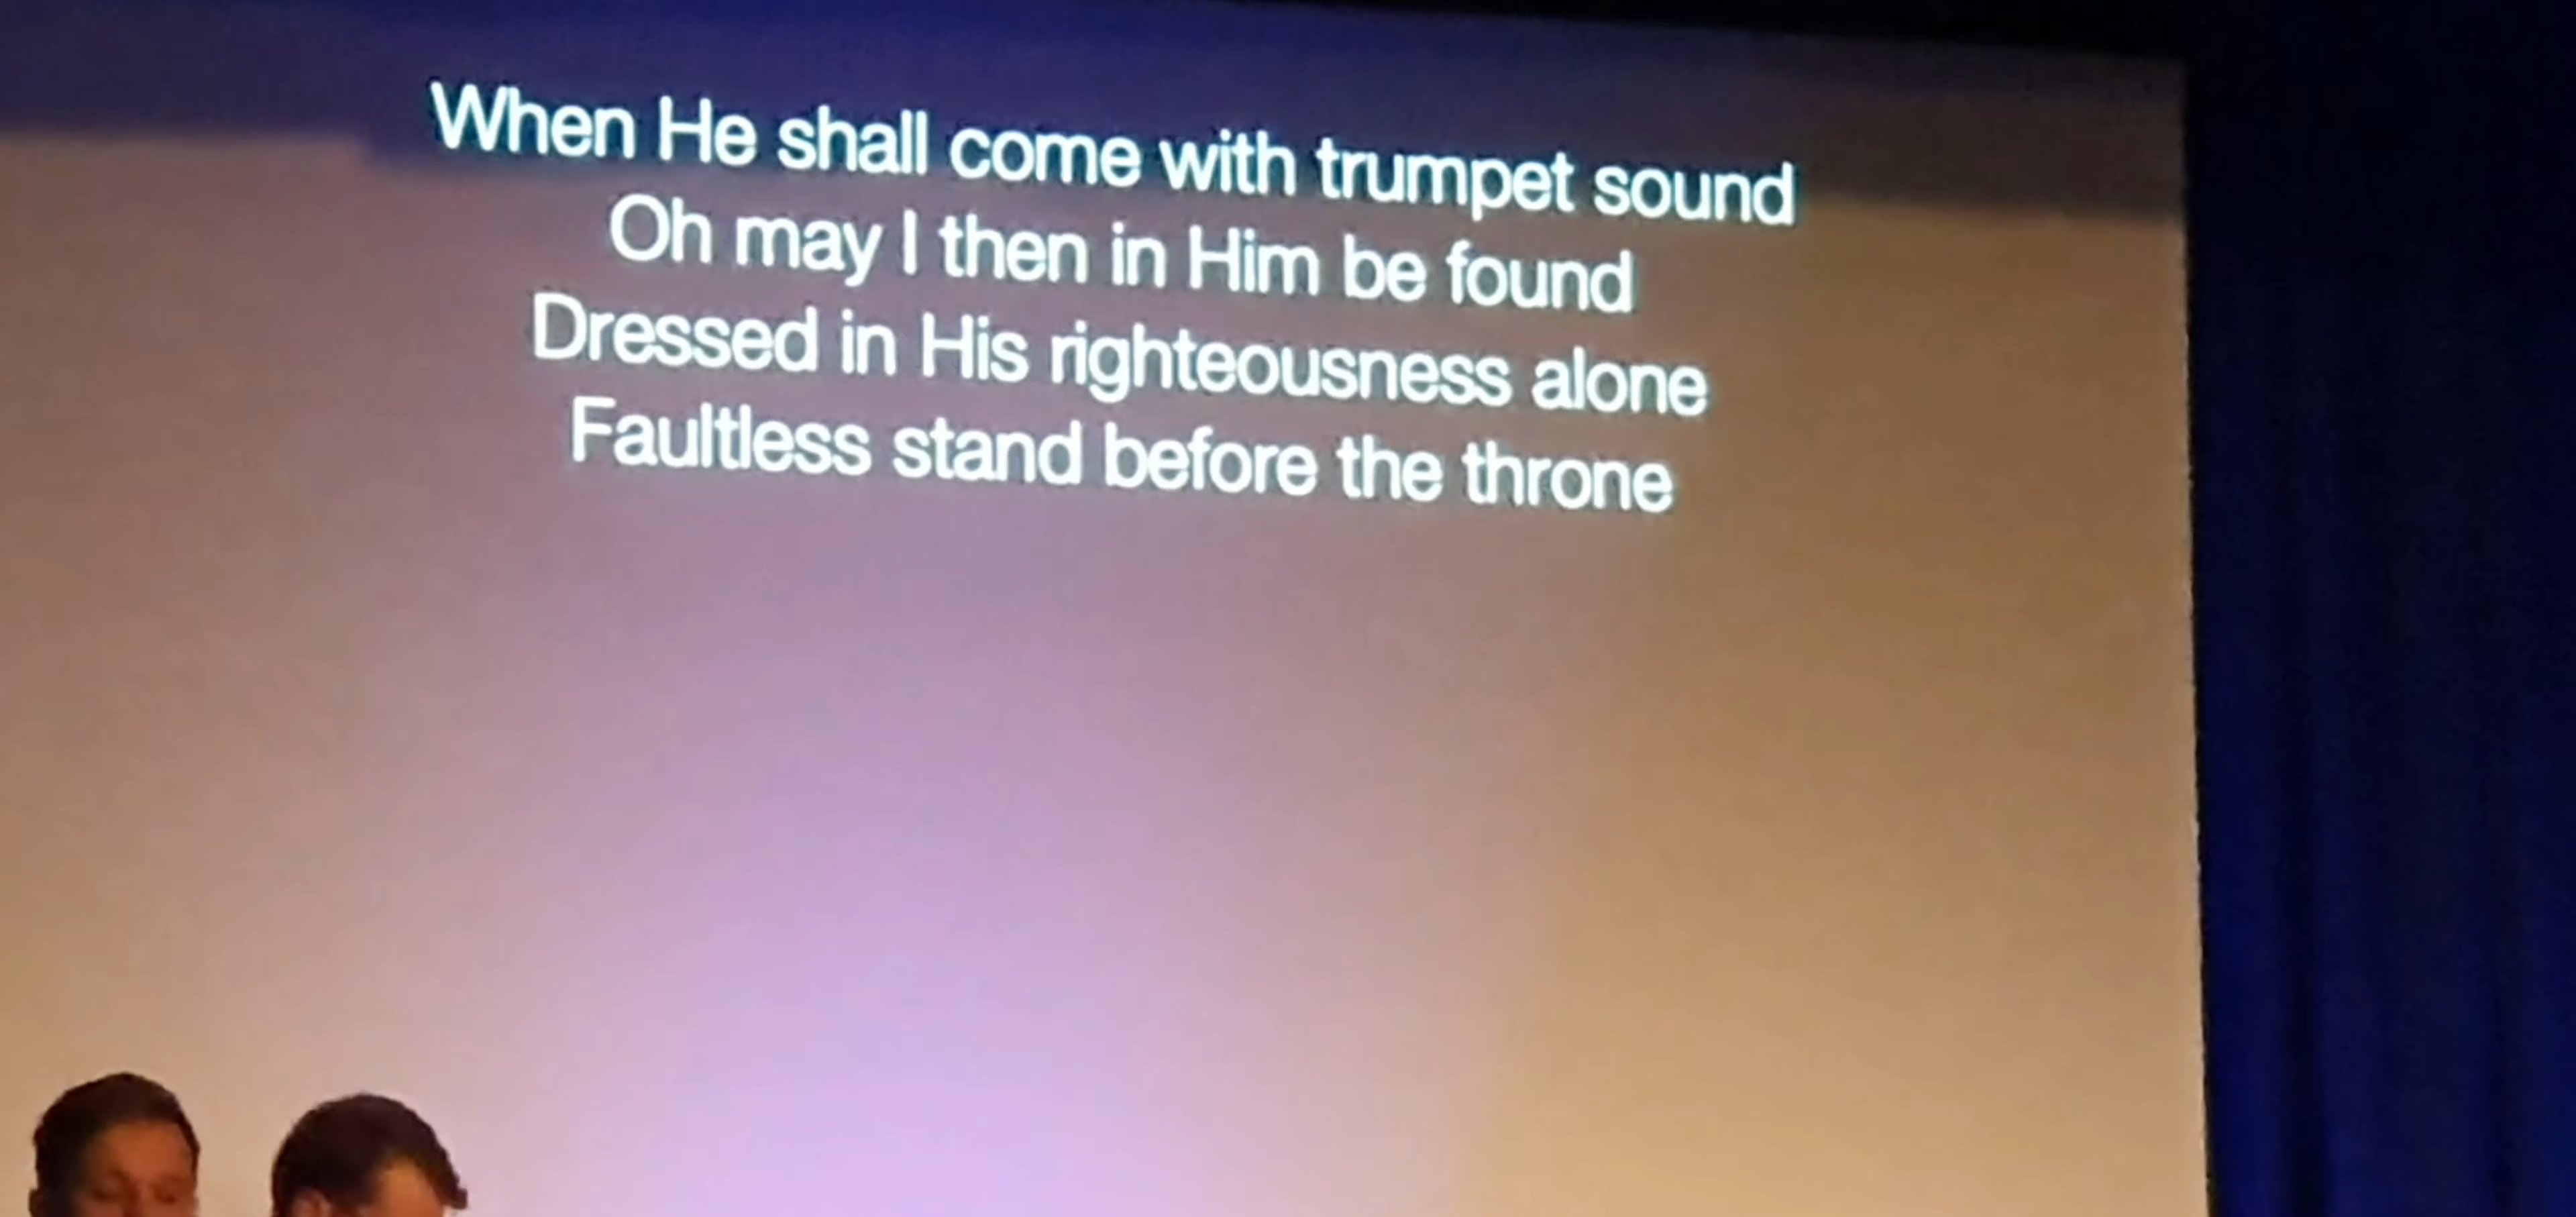 When He shall come with trumpet sound
Oh may I then in Him be found
Dressed in His righteousness alone
Faultless stand before the throne